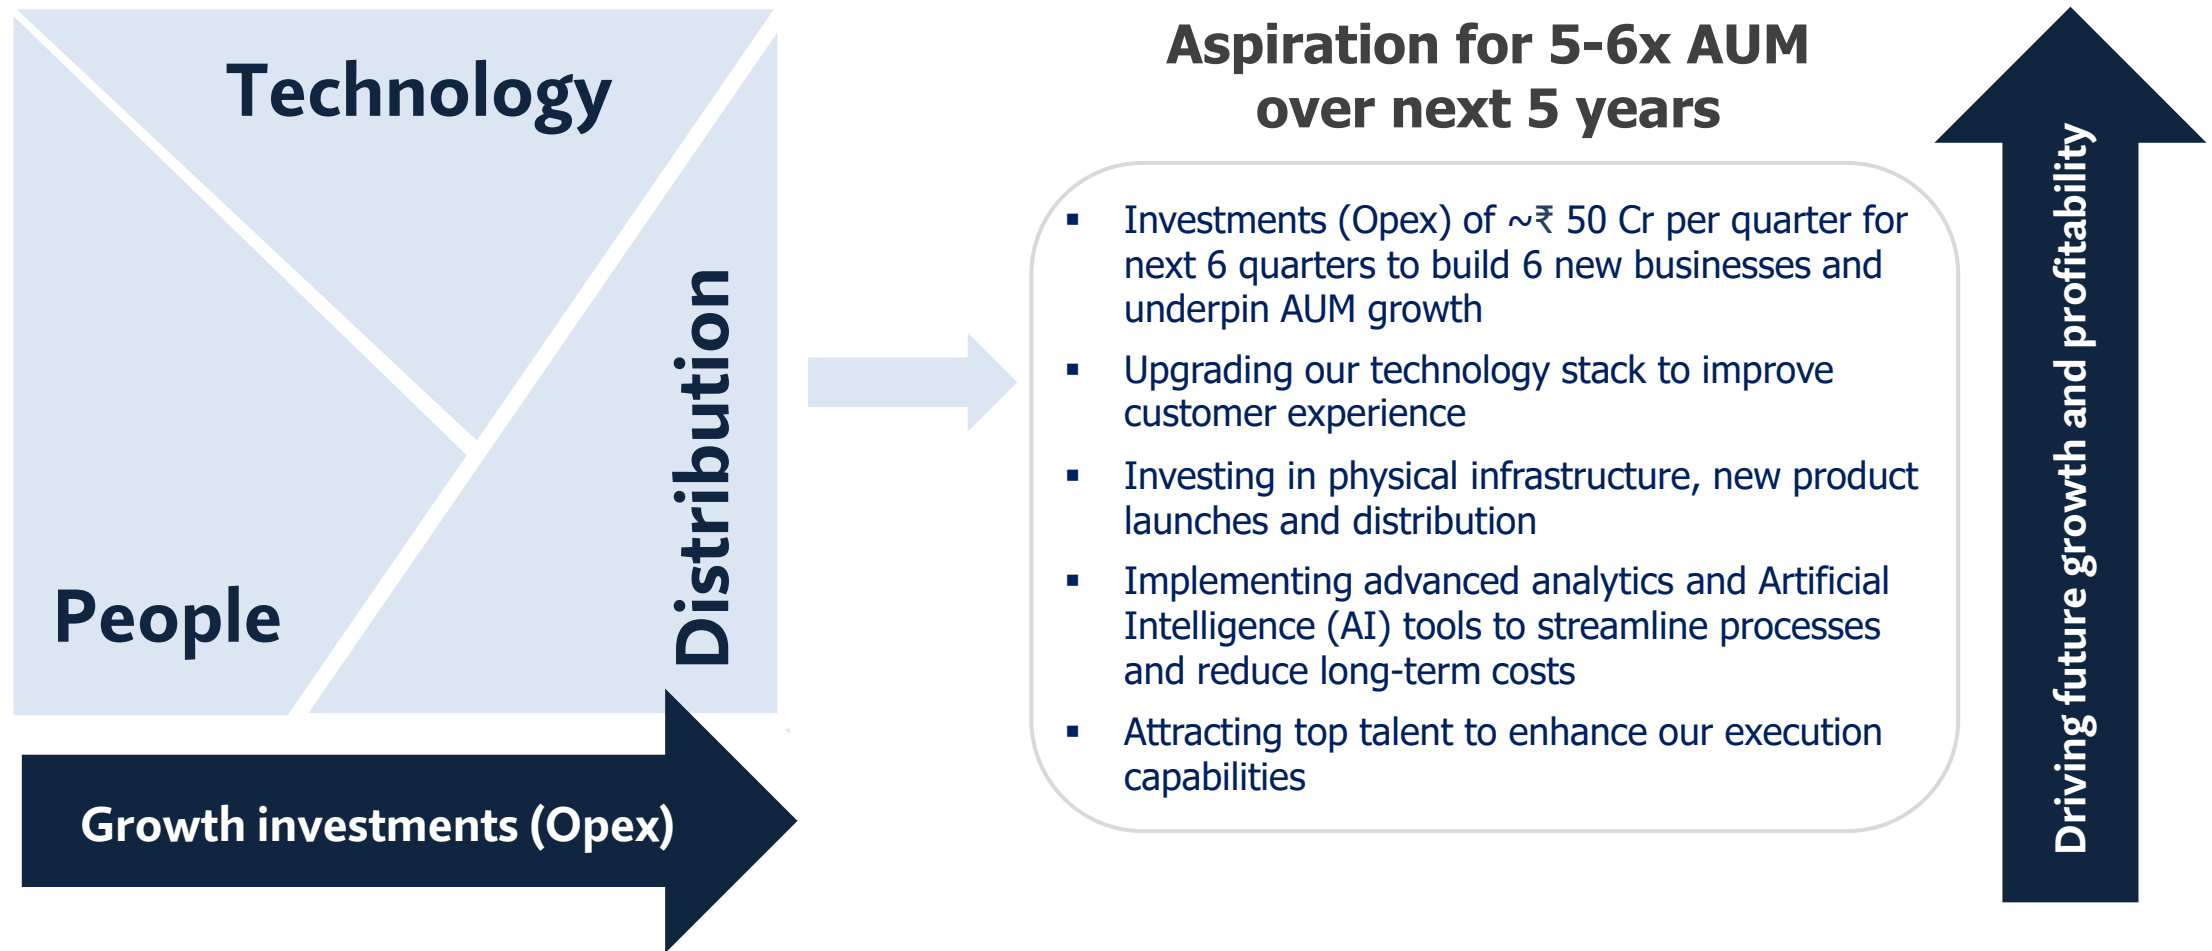 Technology
People
Distribution
Growth investments (Opex)
Aspiration for 5-6x AUM
over next 5 years
▪ Investments (Opex) of ~₹ 50 Cr per quarter for
next 6 quarters to build 6 new businesses and
underpin AUM growth
▪ Upgrading our technology stack to improve
customer experience
▪ Investing in physical infrastructure, new product
launches and distribution
▪ Implementing advanced analytics and Artificial
Intelligence (AI) tools to streamline processes
and reduce long-term costs
▪ Attracting top talent to enhance our execution
capabilities
Driving future growth and profitability